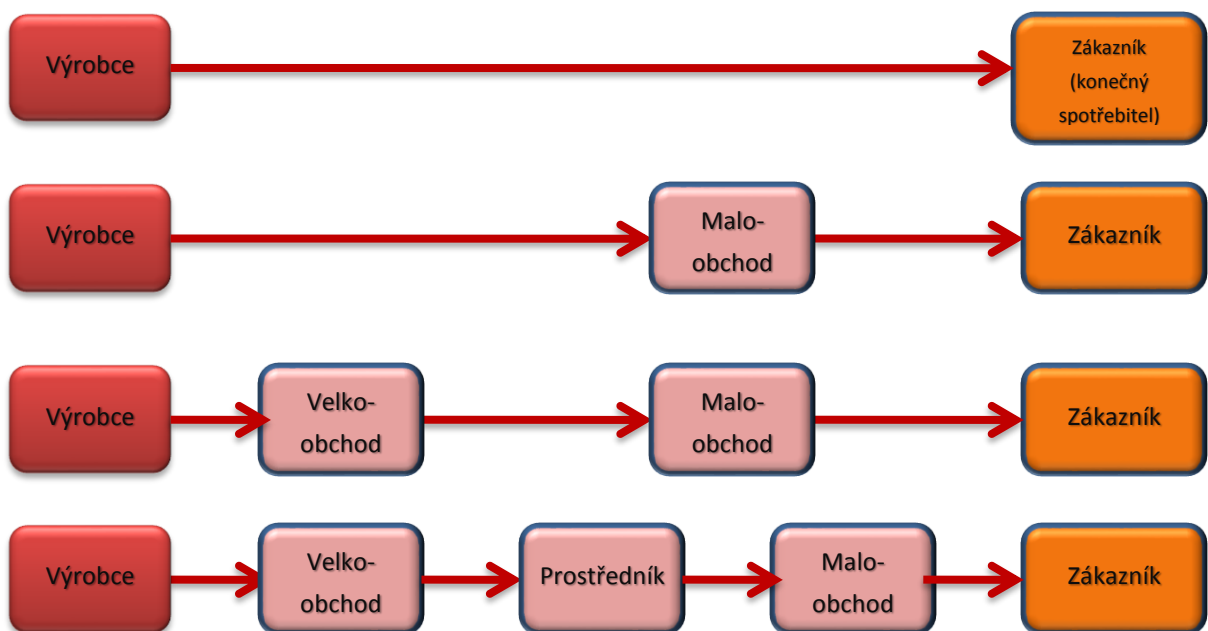 Výrobce
Zákazník
(konečný
spotřebitel)
Výrobce
Malo-
obchod
Zákazník
Výrobce
Velko-
obchod
Malo-
obchod
Zákazník
Výrobce
Velko-
obchod
Prostředník
Malo-
obchod
Zákazník